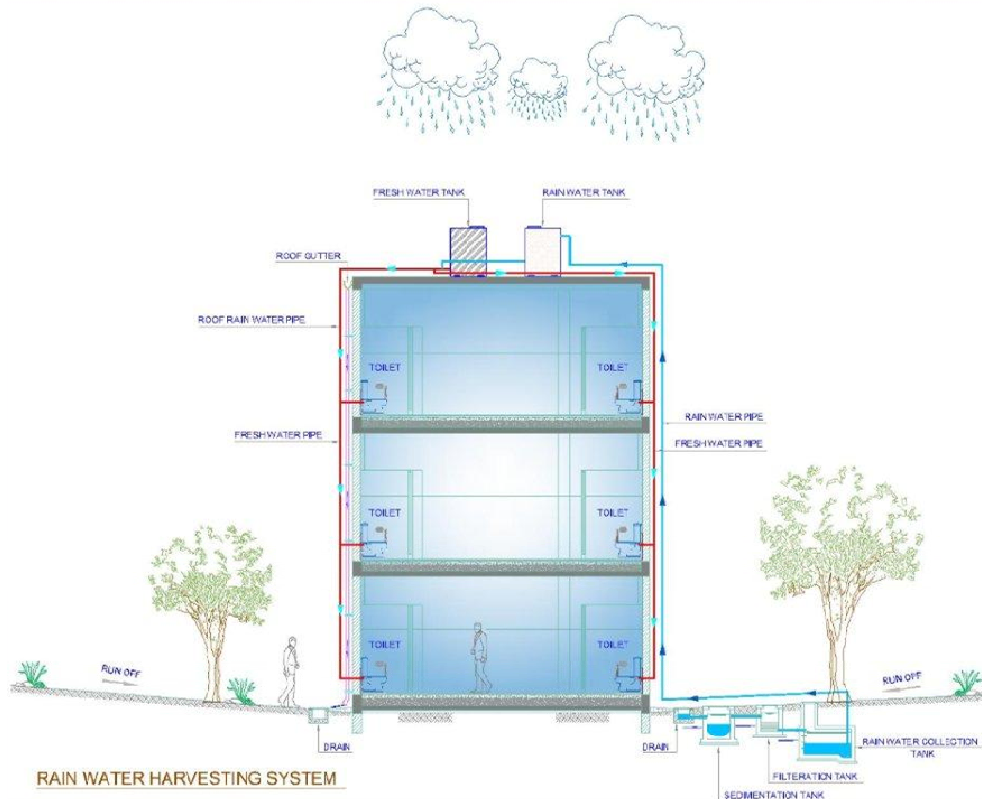 FRESH WATER TANK
RAIN WATER TANK
ROOF GUTTER
ROOF RAIN WATER PIPE
TOILET
TOILET
FRESH WATER PIPE
RAIN WATER PIPE
FRESH WATER PIPE
TOILET
TOILET
TOILET
TOILET
RUN OFF
RUN OFF
DRAIN
DRAIN
RAIN WATER COLLECTION
TANK
FILTERATION TANK
SEDIMENTATION TANK
RAIN WATER HARVESTING SYSTEM